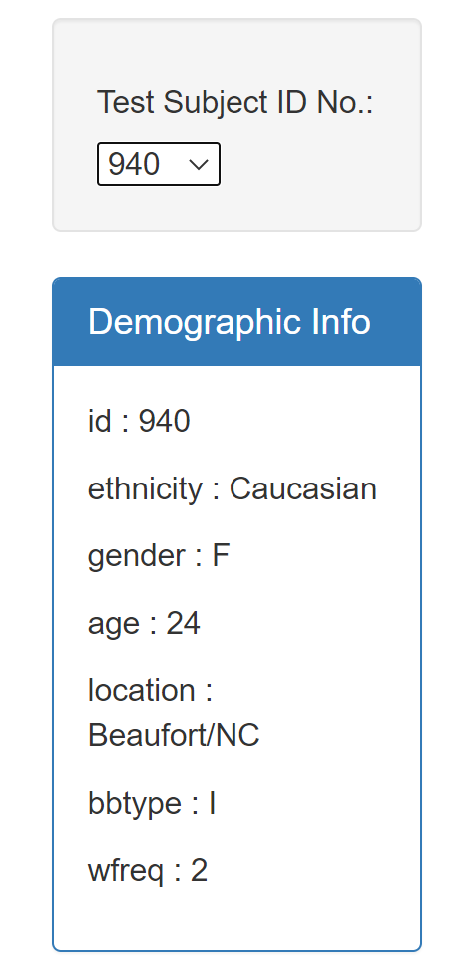 Test Subject ID No.:
940
Demographic Info
id : 940
ethnicity : Caucasian
gender : F
age : 24
location :
Beaufort/NC
bbtype : I
wfreq : 2